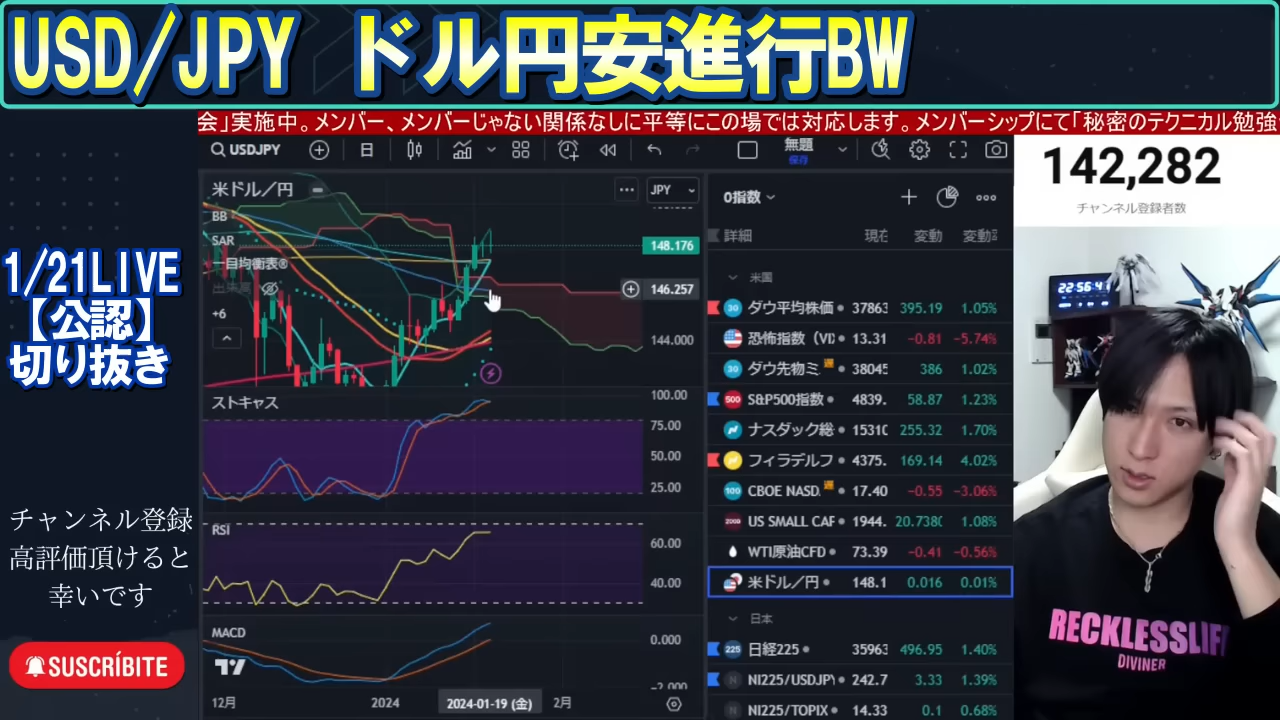 USD/JPY ドル円安進行BW
会」実施中。メンバー、メンバーじゃない関係なしに平等にこの場では対応します。メンバーシップにて「秘密のテクニカル勉強
1/21LIVE
【公認】
切り抜き
チャンネル登録
高評価頂けると
幸いです
SUSCRÍBITE
USDJPY
日
無題
保存
米ドル／円
JPY
BB
SAR
一目均衡表
出来高
+6
148.176
146.257
144.000
ストキャス
100.00
75.00
50.00
25.00
RSI
60.00
40.00
MACD
0.000
-2.000
12月
2024
2024-01-19 (金)
2月
0指数
詳細
現在
変動
変動
米国
ダウ平均株価 37863 395.19 1.05%
恐怖指数（VI 13.31 −0.81 −5.74%
ダウ先物ミ 38045 386 1.02%
500 S&P500指数 4839. 58.87 1.23%
ナスダック総 15310 255.32 1.70%
フィラデルフ 4375. 169.14 4.02%
100 CBOE NASD. 17.40 −0.55 −3.06%
US SMALL CAP 1944. 20.7380 1.08%
WTI原油CFD 73.39 −0.41 −0.56%
米ドル／円 148.1 0.016 0.01%
日本
225 日経225 35963 496.95 1.40%
N NI225/USDJPY 242.7 3.33 1.39%
N NI225/TOPIX 14.33 0.1 0.68%
142,282
チャンネル登録者数
22:56:4
RECKLESSLIF
DIVINER